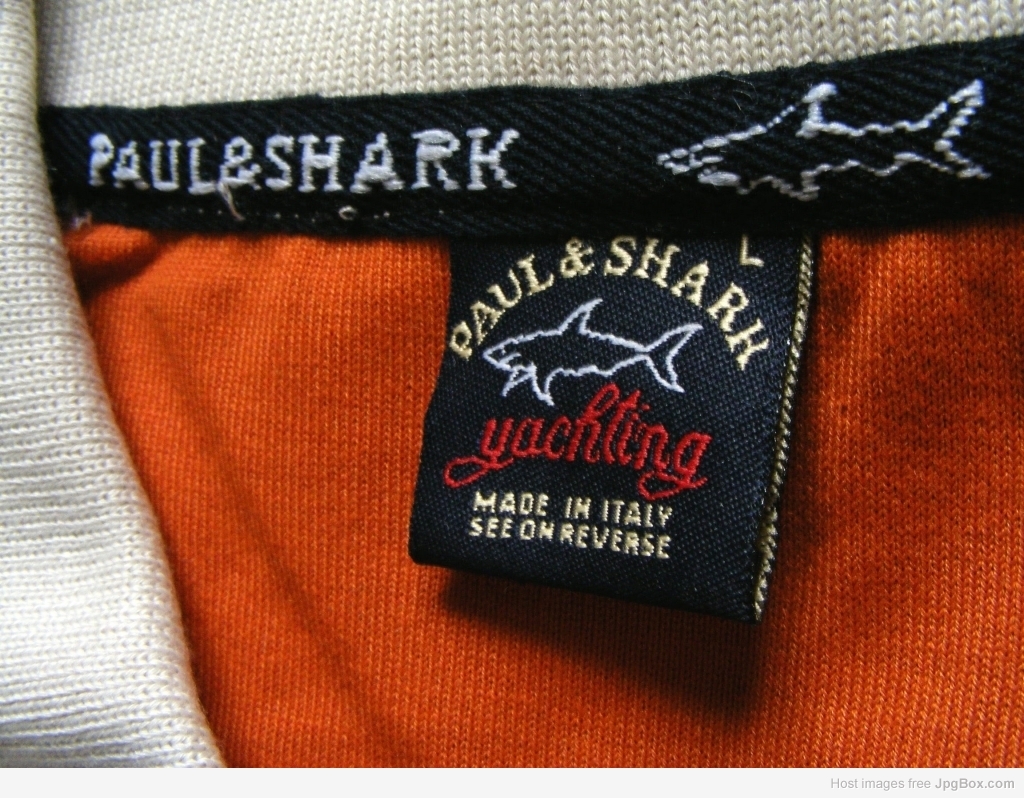 PAUL&SHARK
L
PAUL & SHARK
yachting
MADE IN ITALY
SEE ON REVERSE
Host images free JpgBox.com